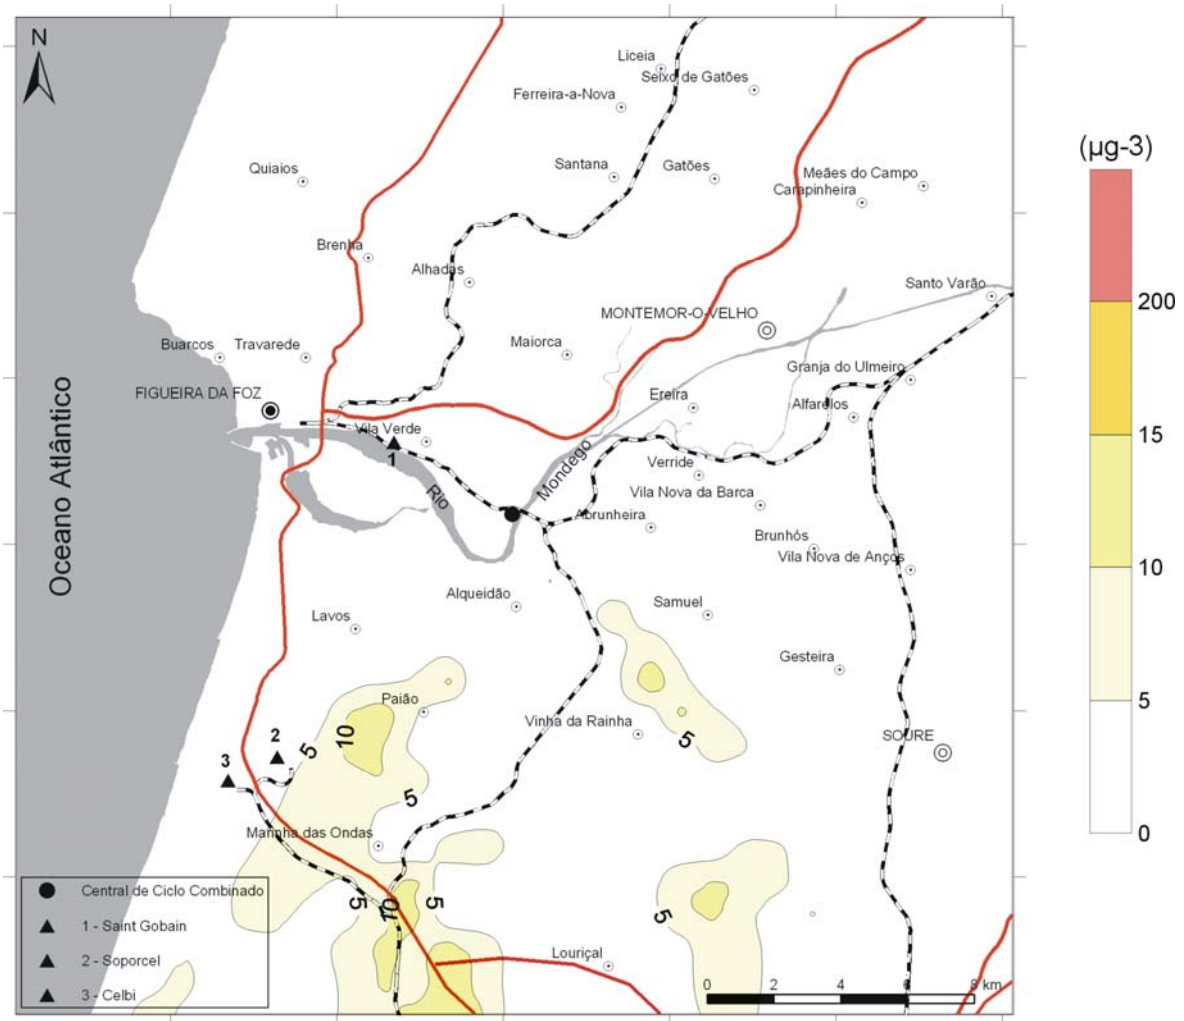 N
Liceia
Seixo de Gatões
Ferreira-a-Nova
(µg-3)
Quiaios
Santana
Gatões
Meães do Campo
Carapinheira
Brenha
Alhadas
Santo Varão
200
MONTEMOR-O-VELHO
Buarcos
Travarede
Maiorca
Granja do Ulmeiro
FIGUEIRA DA FOZ
Ereira
Alfarelos
Oceano Atlântico
Vila Verde
15
1
Rio
Mondego
Verride
Vila Nova da Barca
Abrunheira
Brunhós
Vila Nova de Anços
10
Alqueidão
Samuel
Lavos
Gesteira
Paião
5
Vinha da Rainha
SOURE
2
5
10
5
3
5
Marinha das Ondas
0
Central de Ciclo Combinado
5
10
5
5
1 - Saint Gobain
Louriçal
2 - Soporcel
3 - Celbi
0 2 4 6 8 km